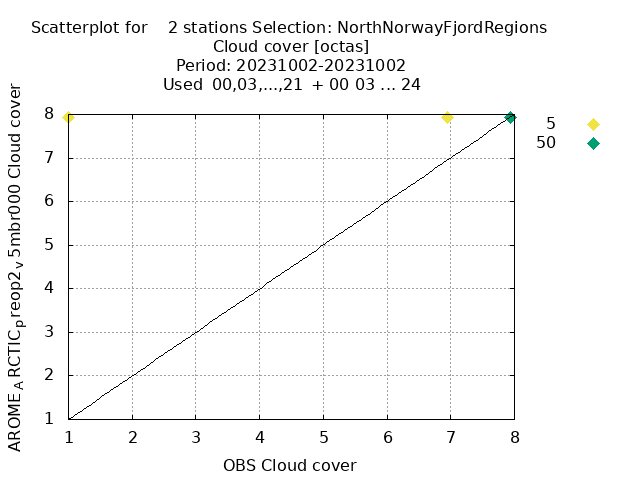 Scatterplot for    2 stations Selection: NorthNorwayFjordRegions
Cloud cover [octas]
Period: 20231002-20231002
Used  00,03,...,21  + 00 03 ... 24
AROME_ARCTIC_preop2_v5mbr000 Cloud cover
8
7
6
5
4
3
2
1
1 2 3 4 5 6 7 8
OBS Cloud cover
5
50